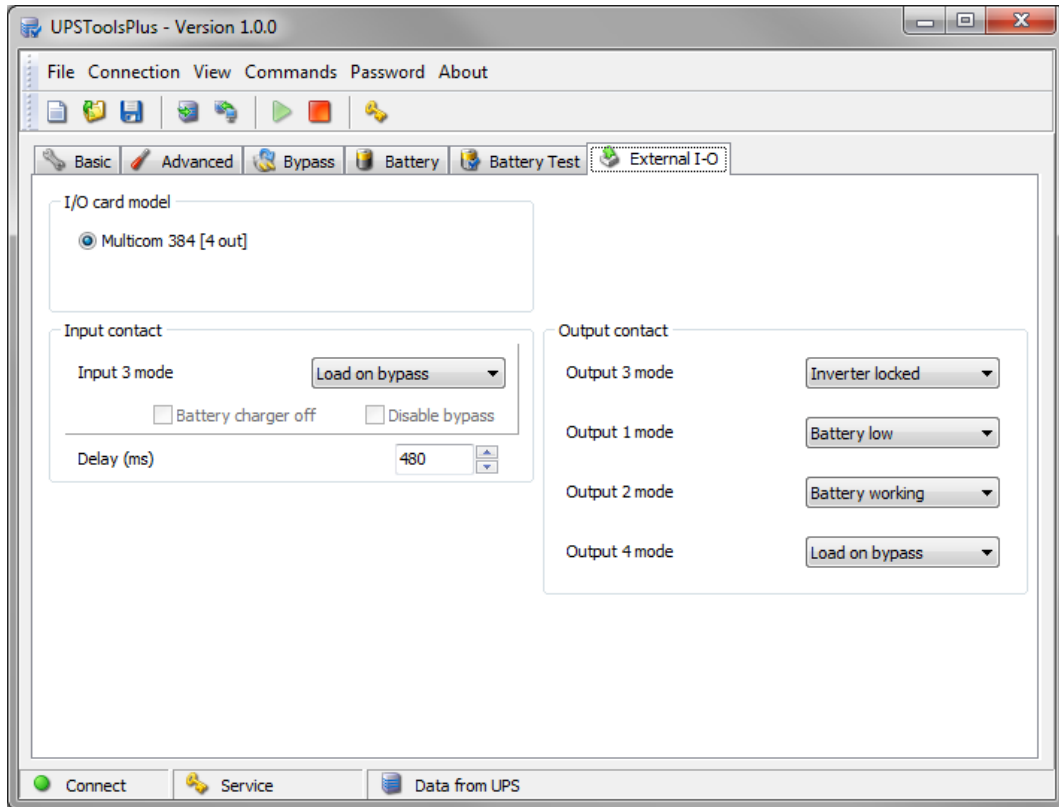 UPSToolsPlus - Version 1.0.0
File Connection View Commands Password About
Basic Advanced Bypass Battery Battery Test External I-O
I/O card model
Multicom 384 [4 out]
Input contact
Input 3 mode Load on bypass
Battery charger off Disable bypass
Delay (ms) 480
Output contact
Output 3 mode Inverter locked
Output 1 mode Battery low
Output 2 mode Battery working
Output 4 mode Load on bypass
Connect Service Data from UPS